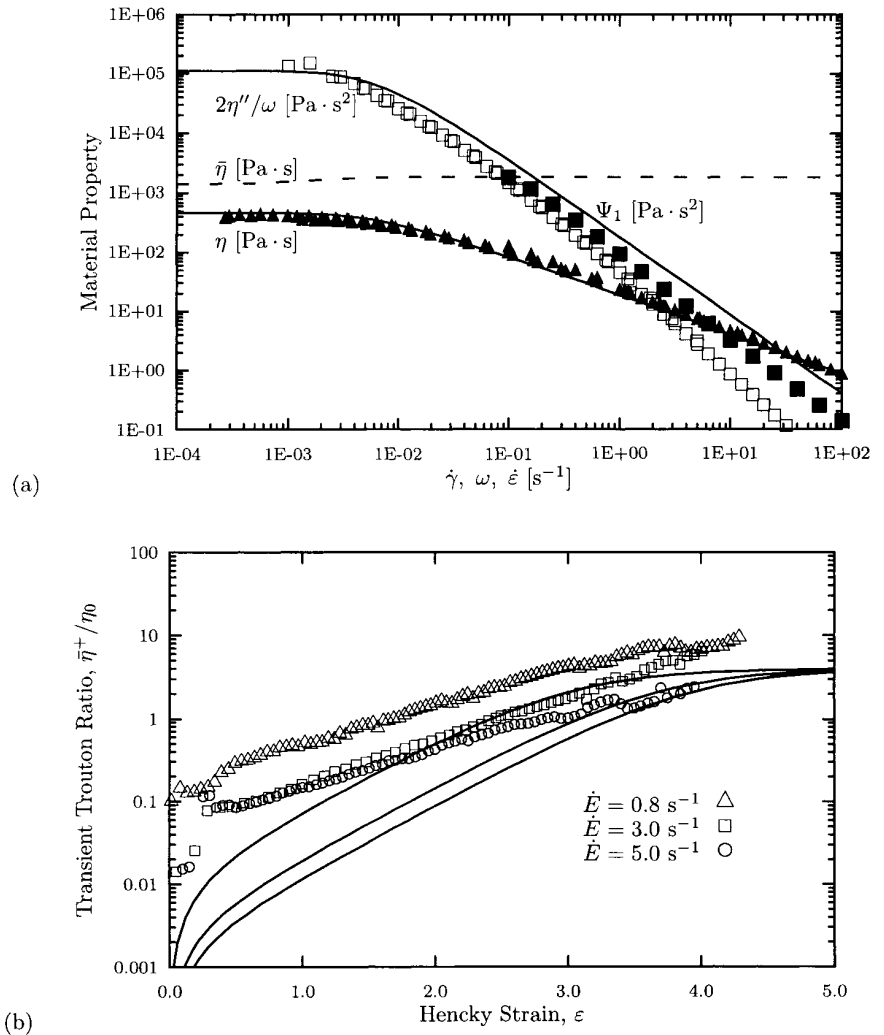 1E+06
1E+05
1E+04
1E+03
1E+02
1E+01
1E+00
1E-01
Material Property
2η″/ω [Pa · s²]
η̄ [Pa · s]
η [Pa · s]
Ψ₁ [Pa · s²]
1E-04 1E-03 1E-02 1E-01 1E+00 1E+01 1E+02
γ̇, ω, ε̇ [s⁻¹]
(a)
100
10
1
0.1
0.01
0.001
Transient Trouton Ratio, η̄⁺/η₀
Ė = 0.8 s⁻¹ △
Ė = 3.0 s⁻¹ □
Ė = 5.0 s⁻¹ ○
0.0 1.0 2.0 3.0 4.0 5.0
Hencky Strain, ε
(b)